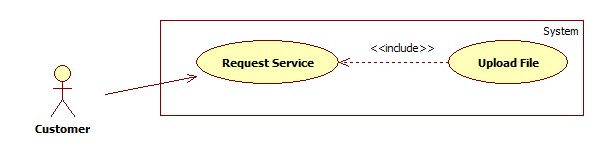 System
<<include>>
Request Service
Upload File
Customer